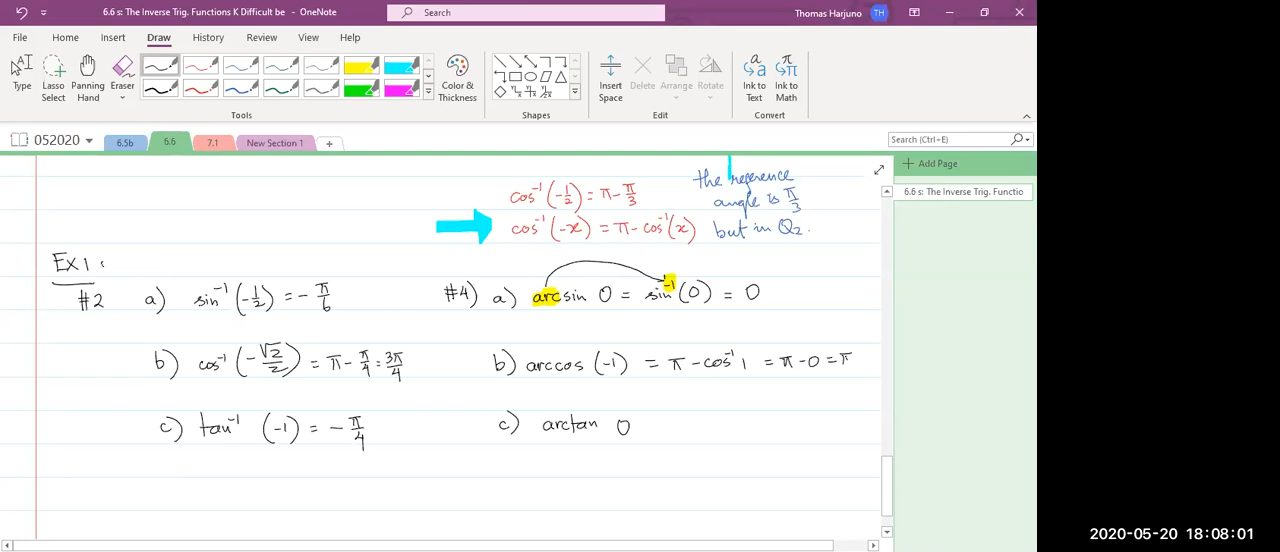 6.6 s: The Inverse Trig. Functions K Difficult be - OneNote
Search
Thomas Harjuno TH
File Home Insert Draw History Review View Help
Type
Lasso Select
Panning Hand
Eraser
Color & Thickness
Insert Space
Delete
Arrange
Rotate
Ink to Text
Ink to Math
Tools
Shapes
Edit
Convert
052020
6.5b
6.6
7.1
New Section 1
Search (Ctrl+E)
Add Page
6.6 s: The Inverse Trig. Functio
cos⁻¹(-1/2) = π - π/3
cos⁻¹(-x) = π - cos⁻¹(x)
the reference
angle is π/3
but in Q2.
Ex1:
#2 a) sin⁻¹(-1/2) = - π/6
b) cos⁻¹(-√2/2) = π - π/4 = 3π/4
c) tan⁻¹ (-1) = - π/4
#4) a) arcsin 0 = sin⁻¹(0) = 0
b) arccos (-1) = π - cos⁻¹ 1 = π - 0 = π
c) arctan 0
2020-05-20 18:08:01